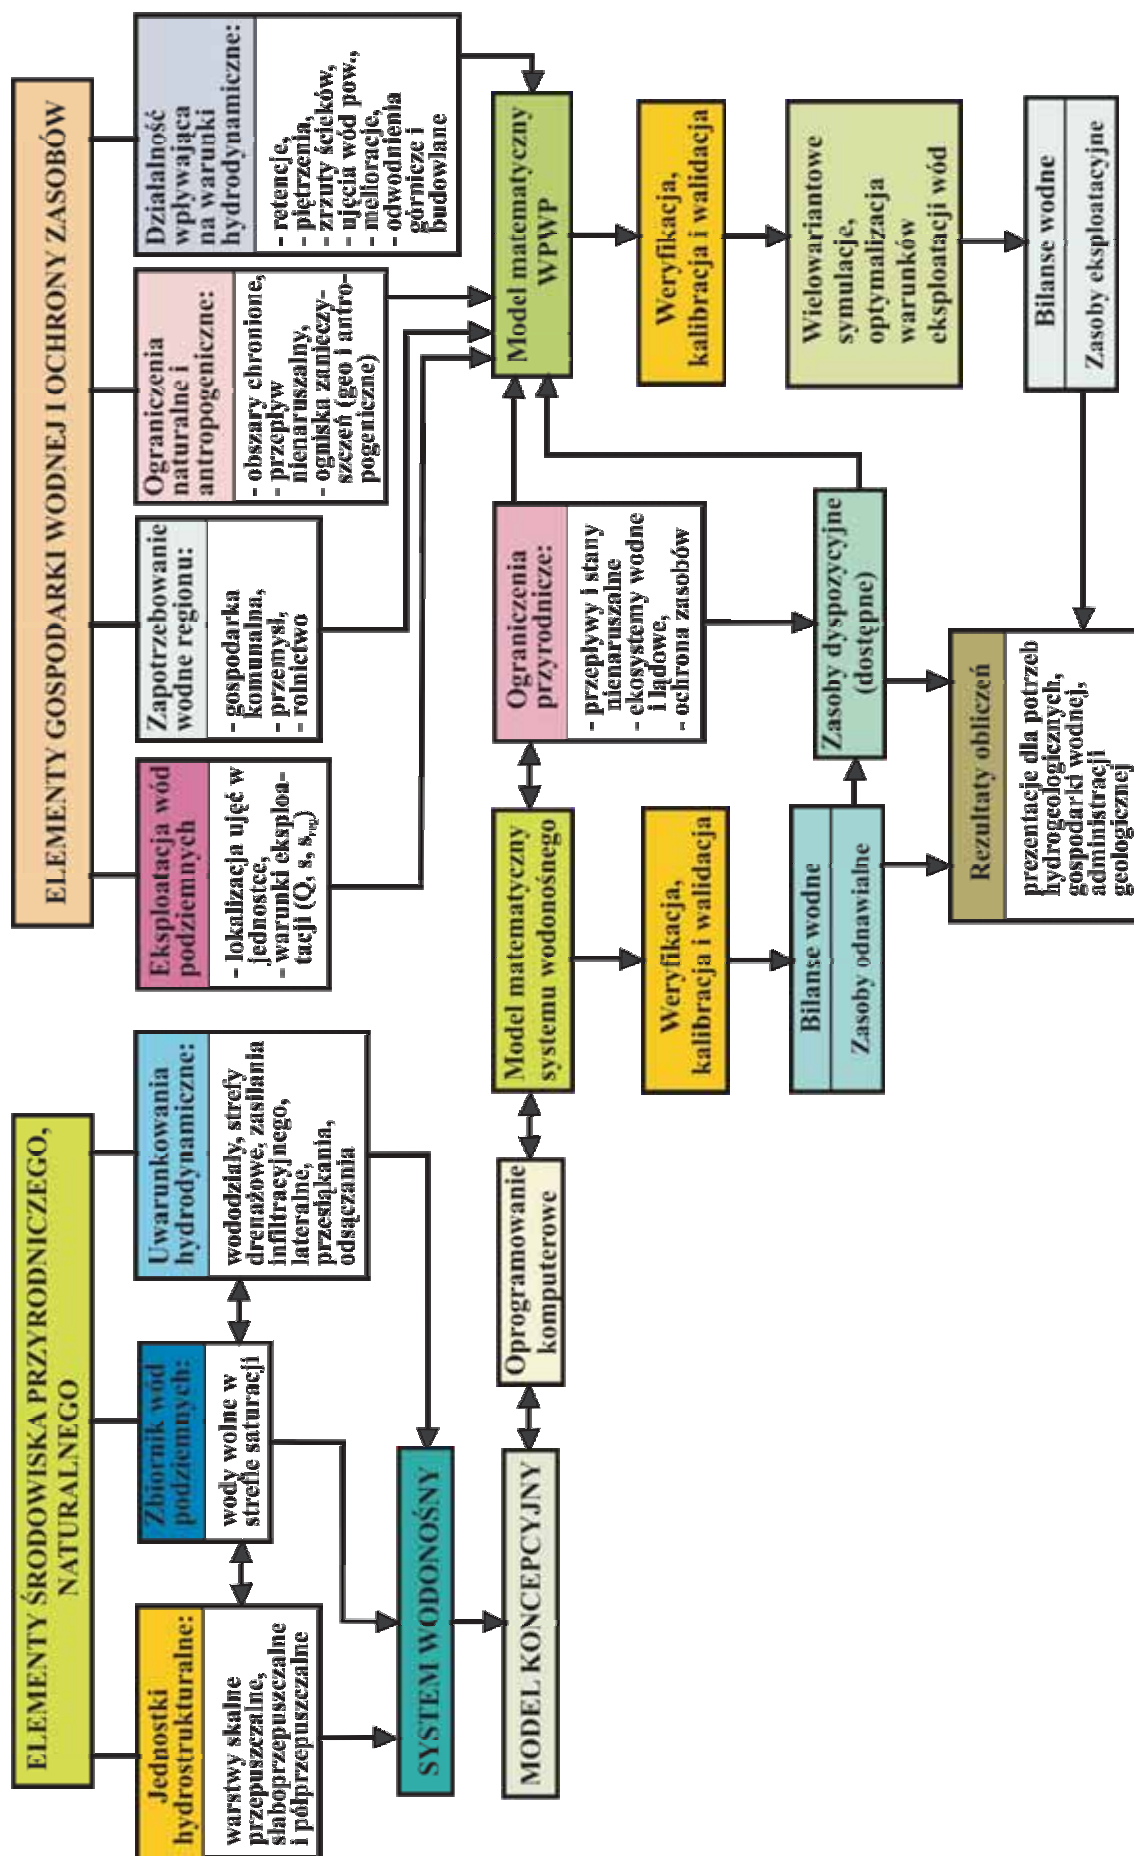 ELEMENTY ŚRODOWISKA PRZYRODNICZEGO,
NATURALNEGO
ELEMENTY GOSPODARKI WODNEJ I OCHRONY ZASOBÓW
Jednostki
hydrostrukturalne:
warstwy skalne
przepuszczalne,
słaboprzepuszczalne
i półprzepuszczalne
Zbiornik wód
podziemnych:
wody wolne w
strefie saturacji
Uwarunkowania
hydrodynamiczne:
wododziały, strefy
drenażowe, zasilania
infiltracyjnego,
lateralne,
przesiąkania,
odsączania
Eksploatacja wód
podziemnych
- lokalizacja ujęć w
jednostce,
- warunki eksploa-
tacji (Q, s, s_reg)
Zapotrzebowanie
wodne regionu:
- gospodarka
komunalna,
- przemysł,
- rolnictwo
Ograniczenia
naturalne i
antropogeniczne:
- obszary chronione,
- przepływ
nienaruszalny,
- ogniska zanieczy-
szczeń (geo i antro-
pogeniczne)
Działalność
wpływająca
na warunki
hydrodynamiczne:
- retencje,
- piętrzenia,
- zrzuty ścieków,
- ujęcia wód pow.,
- melioracje,
- odwodnienia
górnicze i
budowlane
SYSTEM WODONOŚNY
MODEL KONCEPCYJNY
Oprogramowanie
komputerowe
Model matematyczny
systemu wodonośnego
Ograniczenia
przyrodnicze:
- przepływy i stany
nienaruszalne
- ekosystemy wodne
i lądowe,
- ochrona zasobów
Model matematyczny
WPWP
Weryfikacja,
kalibracja i walidacja
Weryfikacja,
kalibracja i walidacja
Bilanse wodne
Zasoby odnawialne
Zasoby dyspozycyjne
(dostępne)
Wielowariantowe
symulacje,
optymalizacja
warunków
eksploatacji wód
Rezultaty obliczeń
prezentacje dla potrzeb
hydrogeologicznych,
gospodarki wodnej,
administracji
geologicznej
Bilanse wodne
Zasoby eksploatacyjne